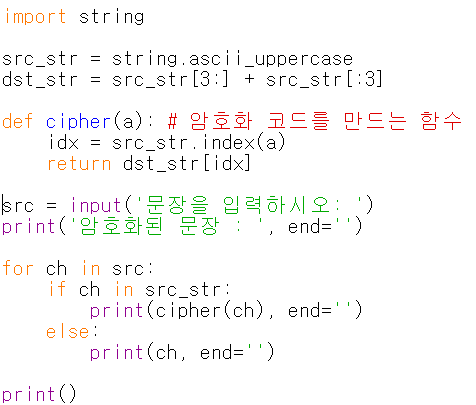 import string
src_str = string.ascii_uppercase
dst_str = src_str[3:] + src_str[:3]
def cipher(a): # 암호화 코드를 만드는 함수
    idx = src_str.index(a)
    return dst_str[idx]
src = input('문장을 입력하시오: ')
print('암호화된 문장 : ', end='')
for ch in src:
    if ch in src_str:
        print(cipher(ch), end='')
    else:
        print(ch, end='')
print()